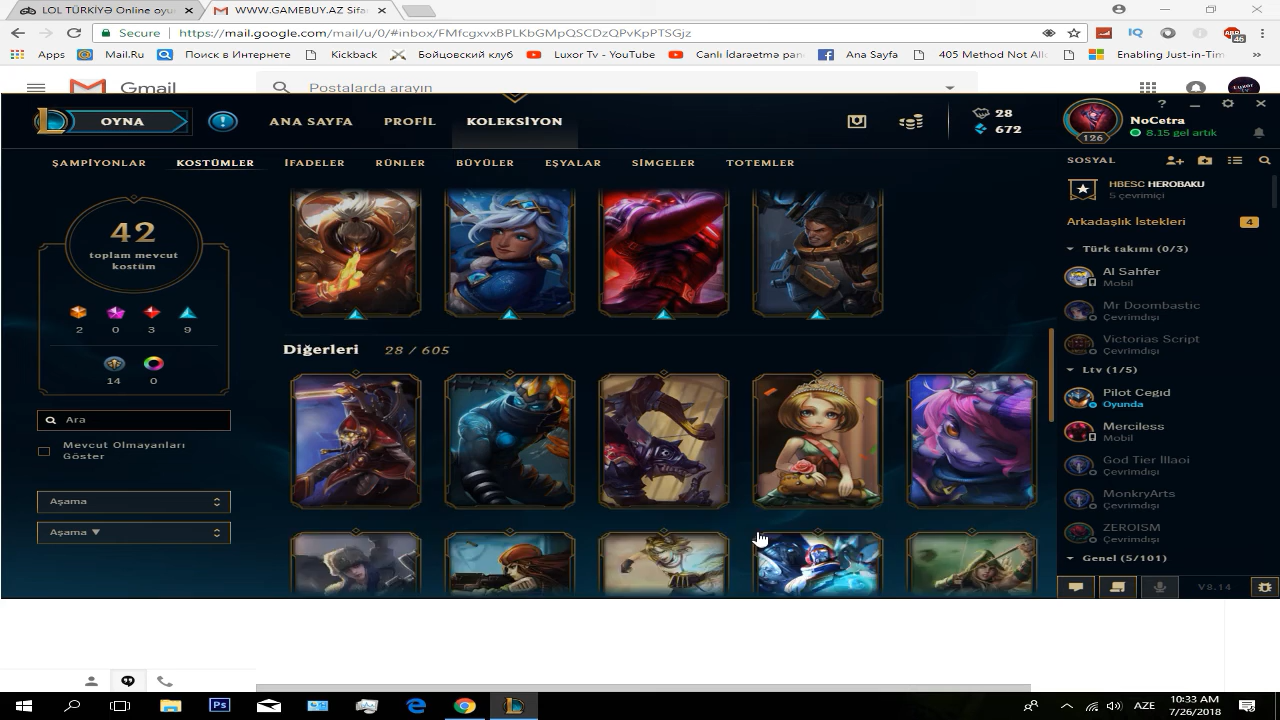 LOL TÜRKİYƏ Online oyu
WWW.GAMEBUY.AZ Sifa
Secure
https://mail.google.com/mail/u/0/#inbox/FMfcgxvxBPLKbGMpQSCDzQPvKpPTSGjz
Apps
Mail.Ru
Поиск в Интернете
Kickback
Бойцовский клуб
Luxor Tv - YouTube
Canlı İdarəetmə pan
Ana Sayfa
405 Method Not All
Enabling Just-in-Tim
46
Gmail
Postalarda arayın
OYNA
ANA SAYFA
PROFİL
KOLEKSİYON
28
672
126
NoCetra
8.15 gel artık
ŞAMPİYONLAR
KOSTÜMLER
İFADELER
RÜNLER
BÜYÜLER
EŞYALAR
SİMGELER
TOTEMLER
42
toplam mevcut
kostüm
2
0
3
9
14
0
Ara
Mevcut Olmayanları
Göster
Aşama
Aşama
Diğerleri 28 / 605
SOSYAL
HBESC HEROBAKU
5 çevrimiçi
Arkadaşlık İstekleri
4
Türk takımı (0/3)
Al Sahfer
Mobil
Mr Doombastic
Çevrimdışı
Victorias Script
Çevrimdışı
Ltv (1/5)
Pilot Cegıd
Oyunda
Merciless
Mobil
God Tier Illaoi
Çevrimdışı
MonkryArts
Çevrimdışı
ZEROISM
Çevrimdışı
Genel (5/101)
V8.14
Ps
AZE
10:33 AM
7/26/2018